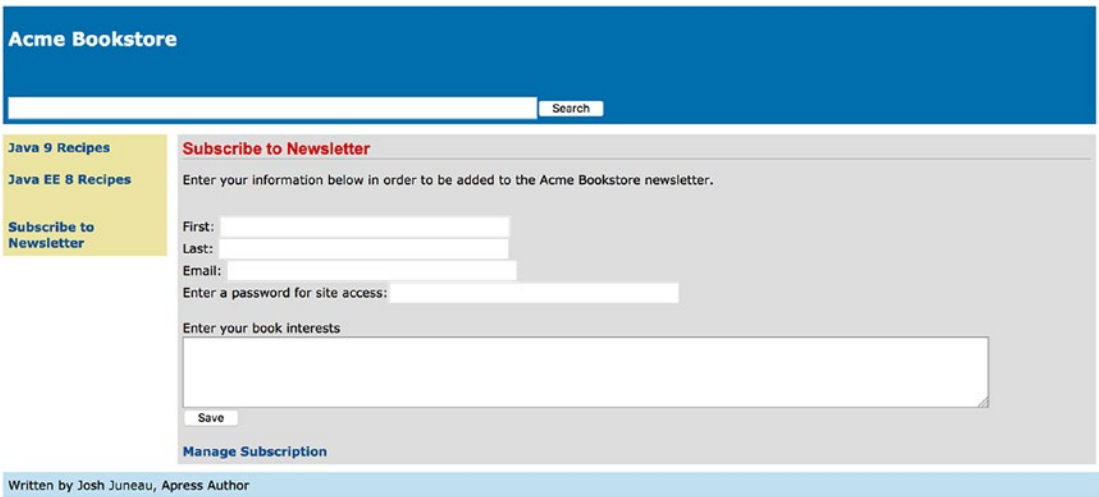 Acme Bookstore
Search
Java 9 Recipes
Java EE 8 Recipes
Subscribe to
Newsletter
Subscribe to Newsletter
Enter your information below in order to be added to the Acme Bookstore newsletter.
First:
Last:
Email:
Enter a password for site access:
Enter your book interests
Save
Manage Subscription
Written by Josh Juneau, Apress Author